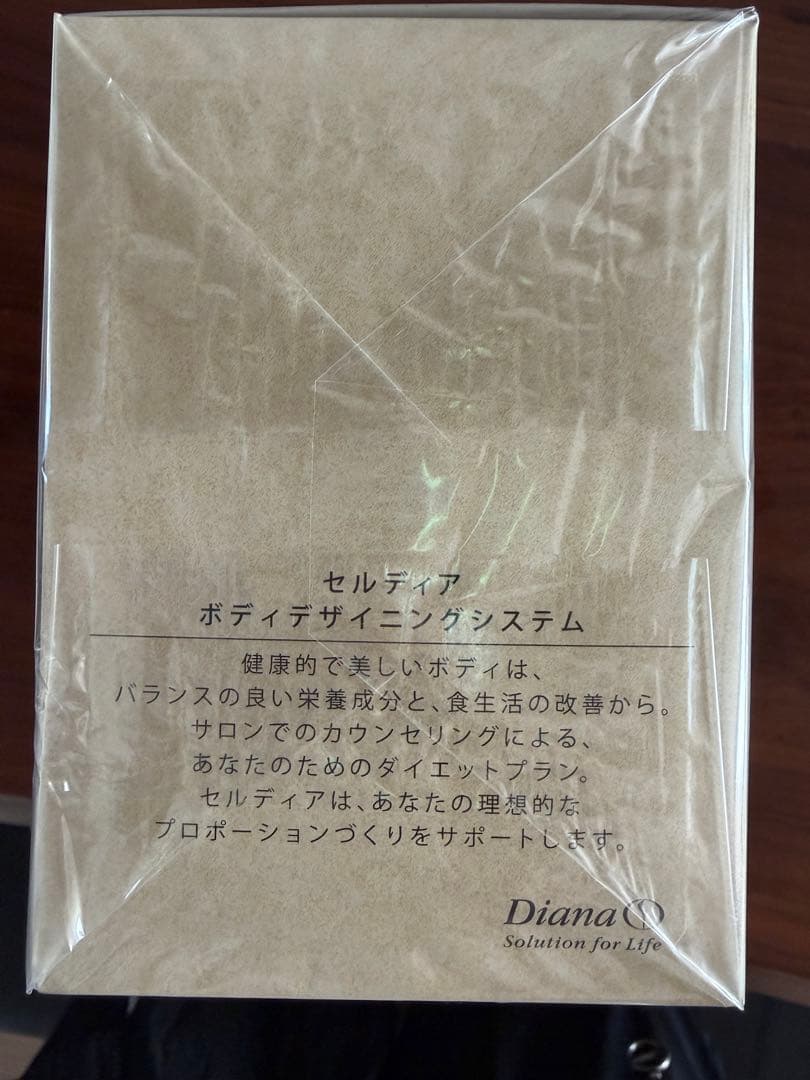 セルディア
ボディデザイニングシステム
健康的で美しいボディは、
バランスの良い栄養成分と、食生活の改善から。
サロンでのカウンセリングによる、
あなたのためのダイエットプラン。
セルディアは、あなたの理想的な
プロポーションづくりをサポートします。
Diana
Solution for Life